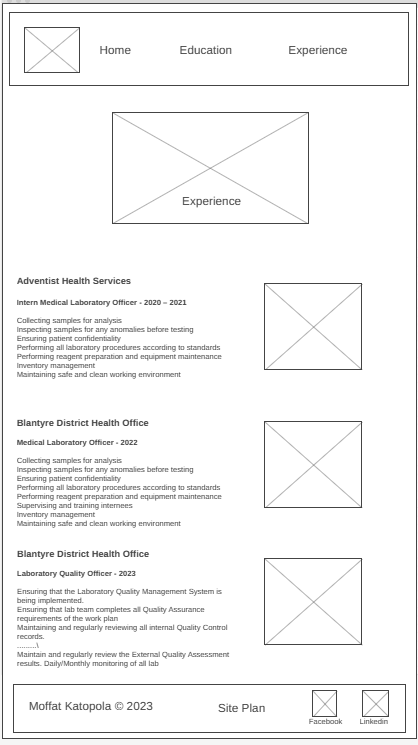 Home Education Experience
Experience
Adventist Health Services
Intern Medical Laboratory Officer - 2020 – 2021
Collecting samples for analysis
Inspecting samples for any anomalies before testing
Ensuring patient confidentiality
Performing all laboratory procedures according to standards
Performing reagent preparation and equipment maintenance
Inventory management
Maintaining safe and clean working environment
Blantyre District Health Office
Medical Laboratory Officer - 2022
Collecting samples for analysis
Inspecting samples for any anomalies before testing
Ensuring patient confidentiality
Performing all laboratory procedures according to standards
Performing reagent preparation and equipment maintenance
Supervising and training internees
Inventory management
Maintaining safe and clean working environment
Blantyre District Health Office
Laboratory Quality Officer - 2023
Ensuring that the Laboratory Quality Management System is
being implemented.
Ensuring that lab team completes all Quality Assurance
requirements of the work plan
Maintaining and regularly reviewing all internal Quality Control
records.
.........\
Maintain and regularly review the External Quality Assessment
results. Daily/Monthly monitoring of all lab
Moffat Katopola © 2023 Site Plan
Facebook Linkedin